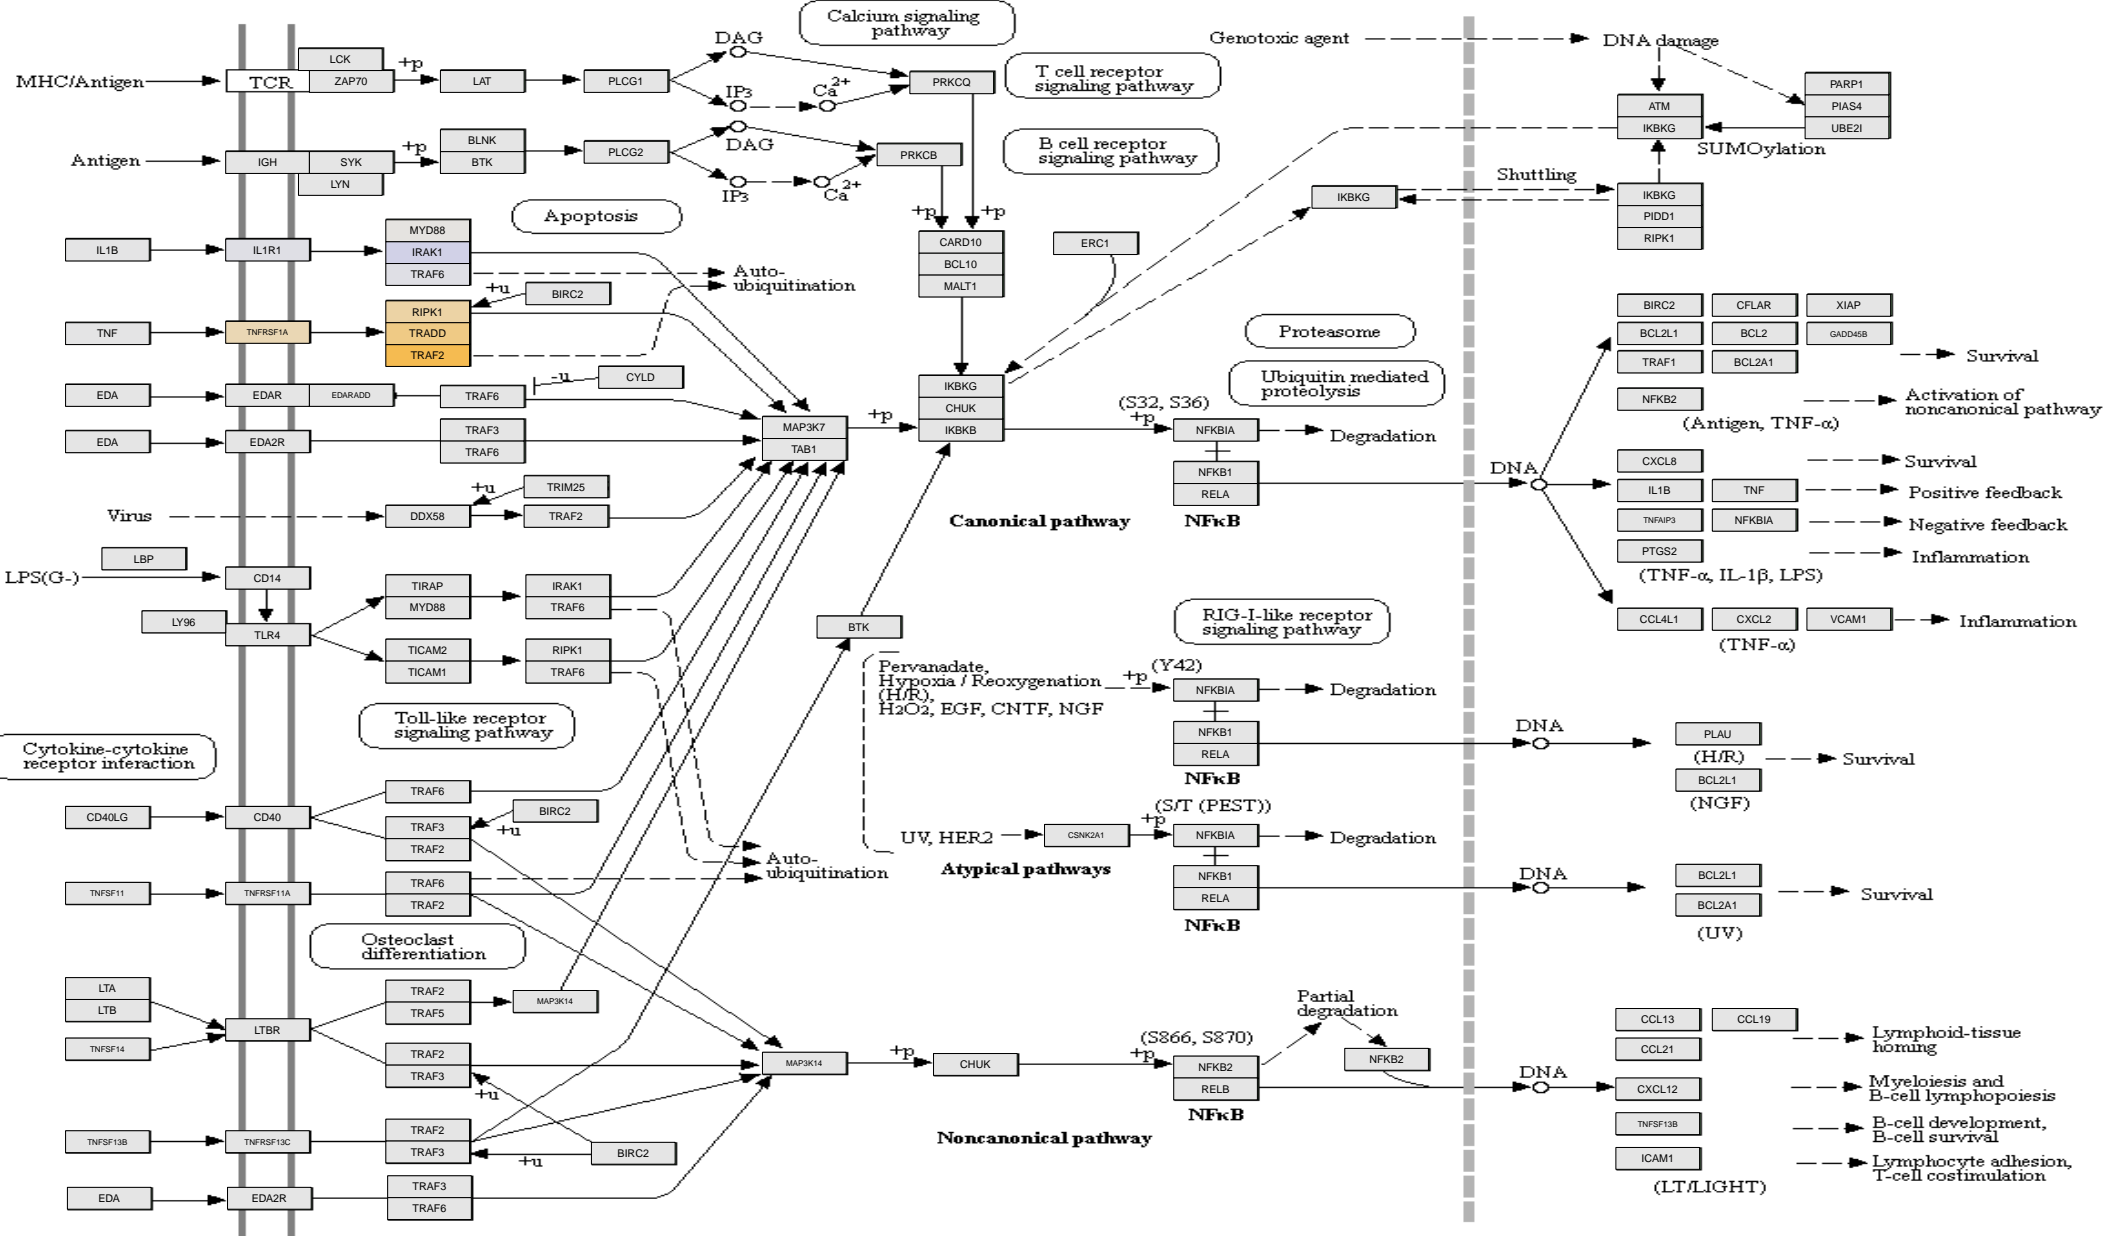 Calcium signaling
pathway
DAG
Genotoxic agent
DNA damage
LCK
+p
MHC/Antigen
TCR
ZAP70
LAT
PLCG1
PRKCQ
T cell receptor
signaling pathway
PARP1
IP3
Ca 2+
ATM
PIAS4
IKBKG
UBE2I
SUMOylation
BLNK
+p
DAG
Antigen
IGH
SYK
BTK
PLCG2
PRKCB
B cell receptor
signaling pathway
LYN
IP3
Ca 2+
Shuttling
IKBKG
IKBKG
PIDD1
RIPK1
Apoptosis
+p
+p
MYD88
IL1B
IL1R1
IRAK1
TRAF6
Auto-
ubiquitination
CARD10
BCL10
MALT1
ERC1
+u
BIRC2
RIPK1
TNF
TNFRSF1A
TRADD
TRAF2
Proteasome
BIRC2
CFLAR
XIAP
BCL2L1
BCL2
GADD45B
TRAF1
BCL2A1
Survival
-u
CYLD
EDA
EDAR
EDARADD
TRAF6
IKBKG
CHUK
IKBKB
Ubiquitin mediated
proteolysis
NFKB2
Activation of
noncanonical pathway
(Antigen, TNF-α)
EDA
EDA2R
TRAF3
TRAF6
MAP3K7
TAB1
+p
(S32, S36)
+p
NFKBIA
Degradation
NFKB1
RELA
DNA
CXCL8
Survival
IL1B
TNF
Positive feedback
TNFAIP3
NFKBIA
Negative feedback
PTGS2
Inflammation
(TNF-α, IL-1β, LPS)
+u
TRIM25
Virus
DDX58
TRAF2
Canonical pathway
NFκB
LBP
LPS(G-)
CD14
TIRAP
MYD88
IRAK1
TRAF6
LY96
TLR4
TICAM2
TICAM1
RIPK1
TRAF6
BTK
RIG-I-like receptor
signaling pathway
CCL4L1
CXCL2
VCAM1
Inflammation
(TNF-α)
Pervanadate,
Hypoxia / Reoxygenation
(H/R),
H2O2, EGF, CNTF, NGF
+p
(Y42)
NFKBIA
Degradation
NFKB1
RELA
NFκB
DNA
PLAU
(H/R)
Survival
BCL2L1
(NGF)
Toll-like receptor
signaling pathway
Cytokine-cytokine
receptor interaction
TRAF6
CD40LG
CD40
TRAF3
TRAF2
+u
BIRC2
Auto-
ubiquitination
UV, HER2
CSNK2A1
+p
(S/T (PEST))
NFKBIA
Degradation
Atypical pathways
NFKB1
RELA
NFκB
DNA
BCL2L1
Survival
BCL2A1
(UV)
TNFSF11
TNFRSF11A
TRAF6
TRAF2
Osteoclast
differentiation
LTA
LTB
TNFSF14
LTBR
TRAF2
TRAF5
MAP3K14
TRAF2
TRAF3
+u
MAP3K14
+p
CHUK
(S866, S870)
+p
NFKB2
RELB
NFκB
Partial
degradation
NFKB2
DNA
CCL13
CCL19
CCL21
Lymphoid-tissue
homing
CXCL12
Myeloiesis and
B-cell lymphopoiesis
TNFSF13B
B-cell development,
B-cell survival
ICAM1
Lymphocyte adhesion,
T-cell costimulation
(LT/LIGHT)
TNFSF13B
TNFRSF13C
TRAF2
TRAF3
+u
BIRC2
Noncanonical pathway
EDA
EDA2R
TRAF3
TRAF6